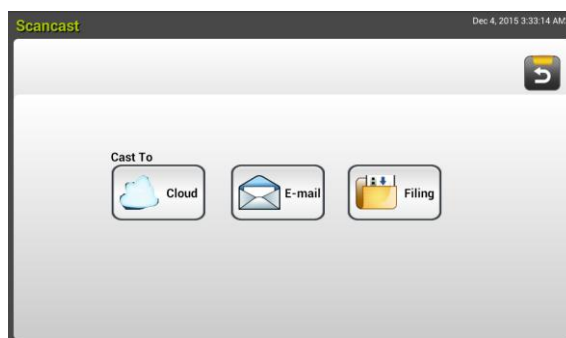 Scancast
Dec 4, 2015 3:33:14 AM
Cast To
Cloud
E-mail
Filing